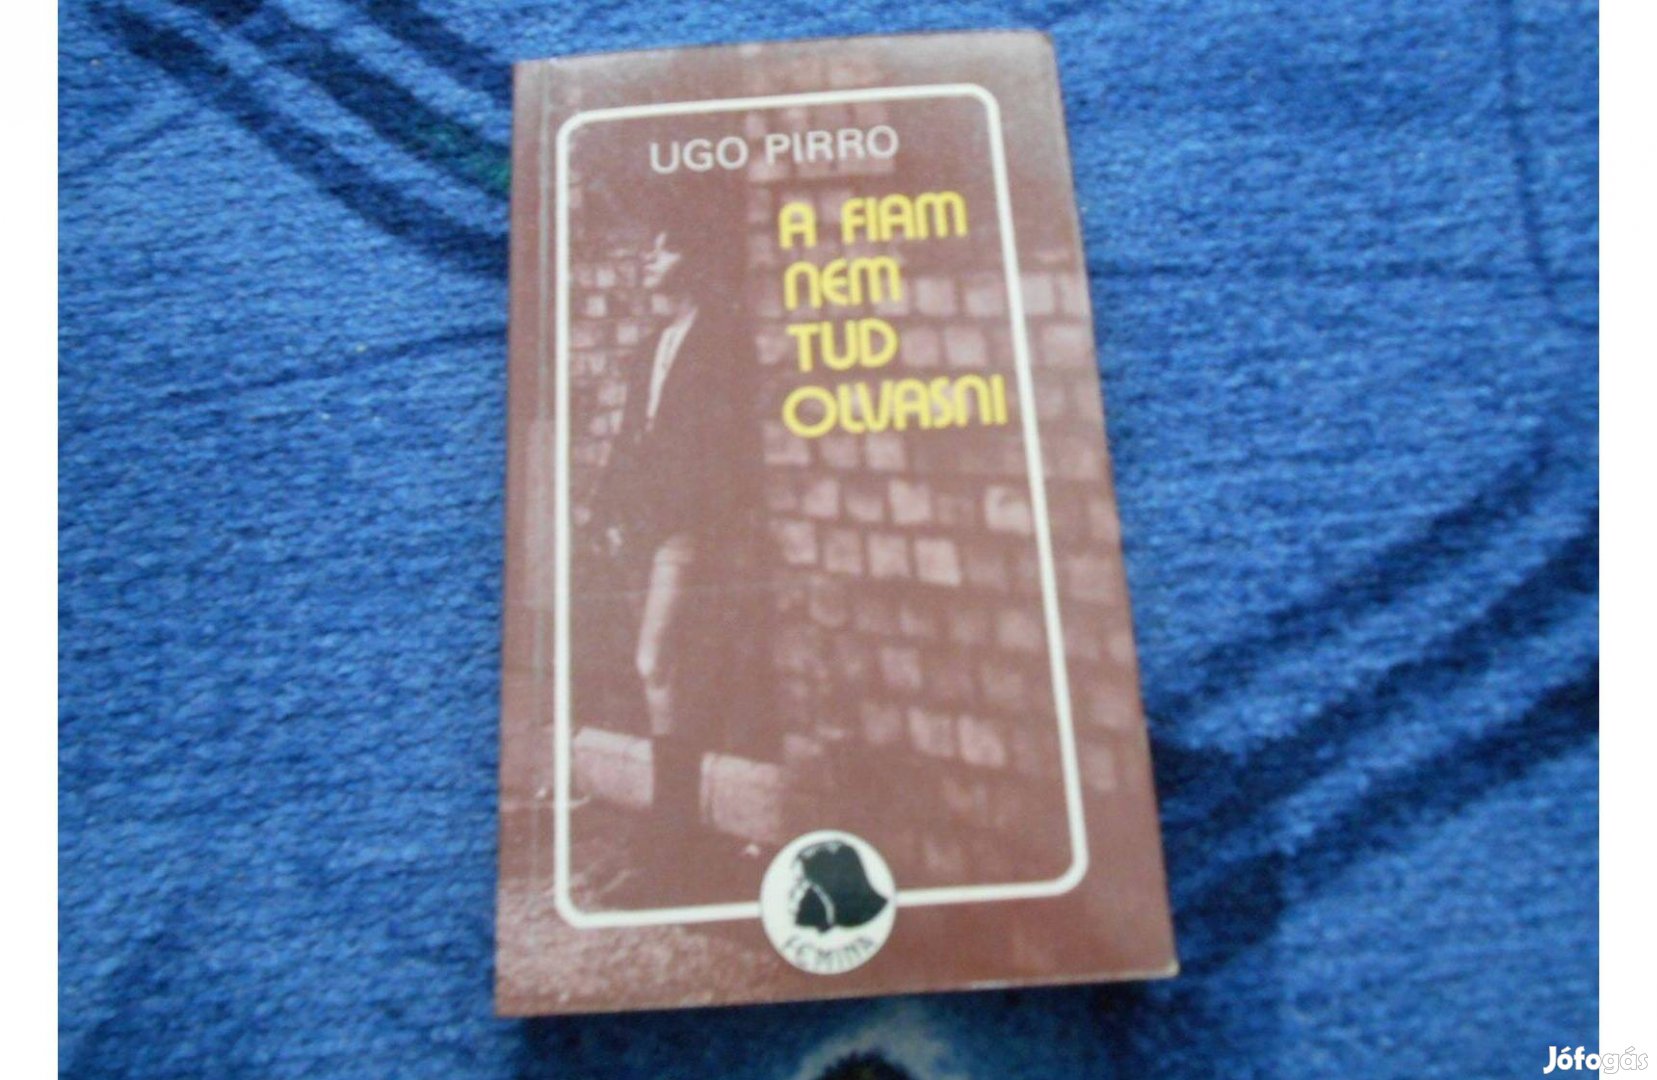 UGO PIRRO
A FIAM
NEM
TUD
OLVASNI
FEMINA
Jófogás